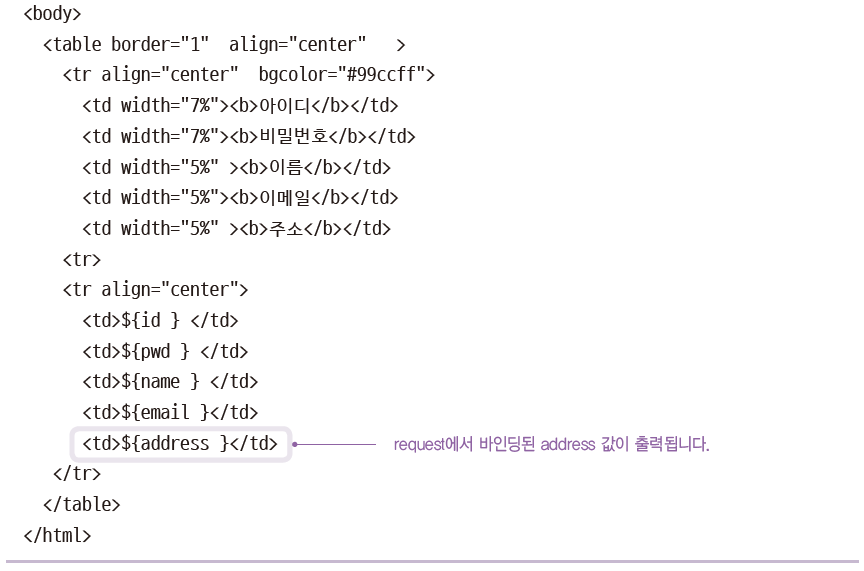 <body>
<table border="1"  align="center"   >
<tr align="center"  bgcolor="#99ccff">
<td width="7%"><b>아이디</b></td>
<td width="7%"><b>비밀번호</b></td>
<td width="5%" ><b>이름</b></td>
<td width="5%"><b>이메일</b></td>
<td width="5%" ><b>주소</b></td>
<tr>
<tr align="center">
<td>${id } </td>
<td>${pwd } </td>
<td>${name } </td>
<td>${email }</td>
<td>${address }</td> request에서 바인딩된 address 값이 출력됩니다.
</tr>
</table>
</html>